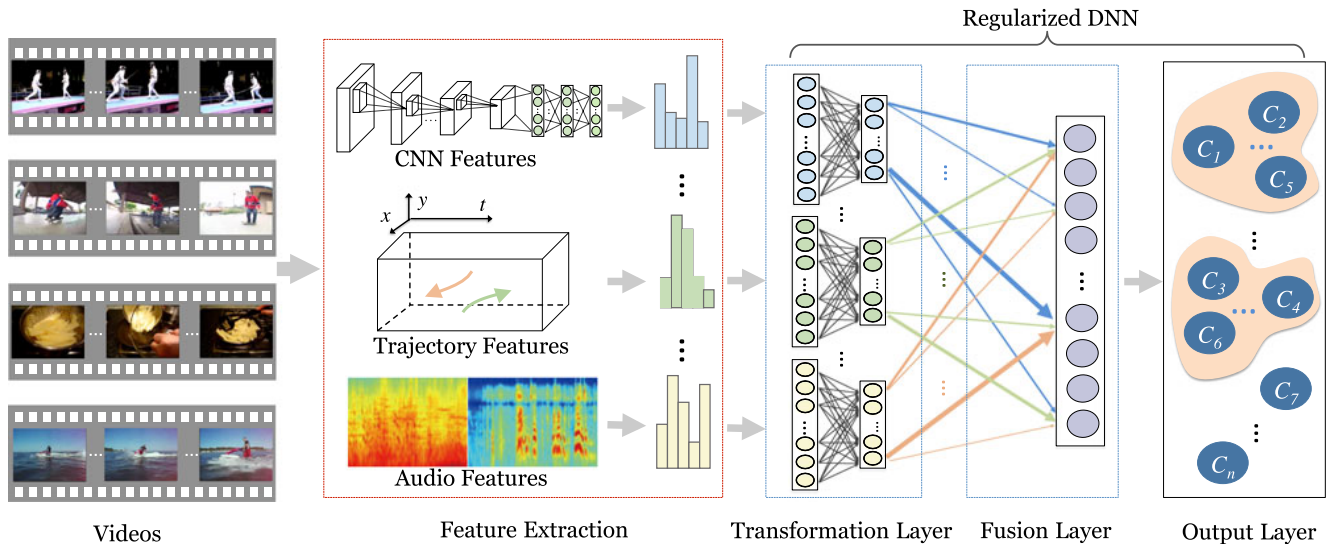 Regularized DNN
CNN Features
x
y
t
Trajectory Features
Audio Features
C1
C2
C5
C3
C4
C6
C7
Cn
Videos
Feature Extraction
Transformation Layer
Fusion Layer
Output Layer